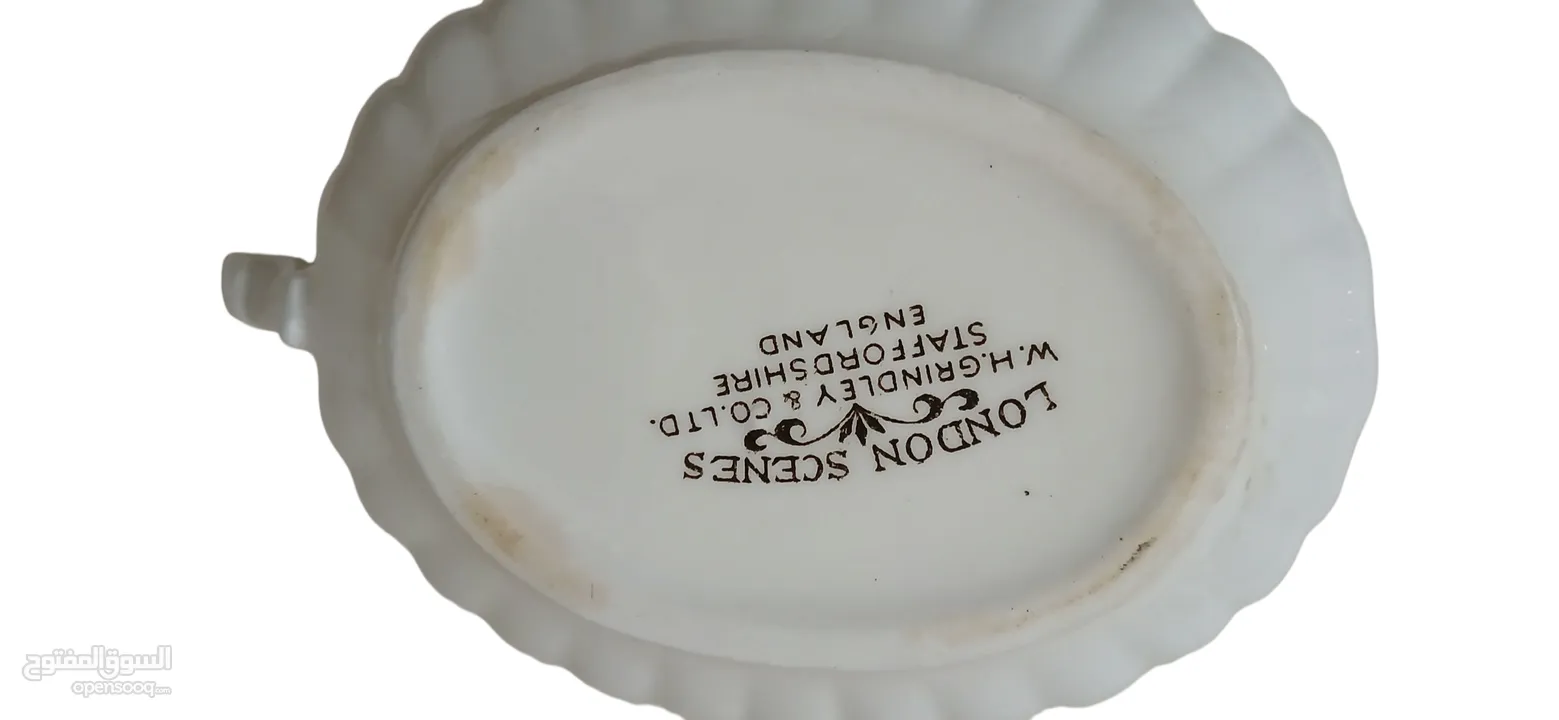 LONDON SCENES
W.H.GRINDLEY & CO.LTD.
STAFFORDSHIRE
ENGLAND
السوق المفتوح
opensooq.com